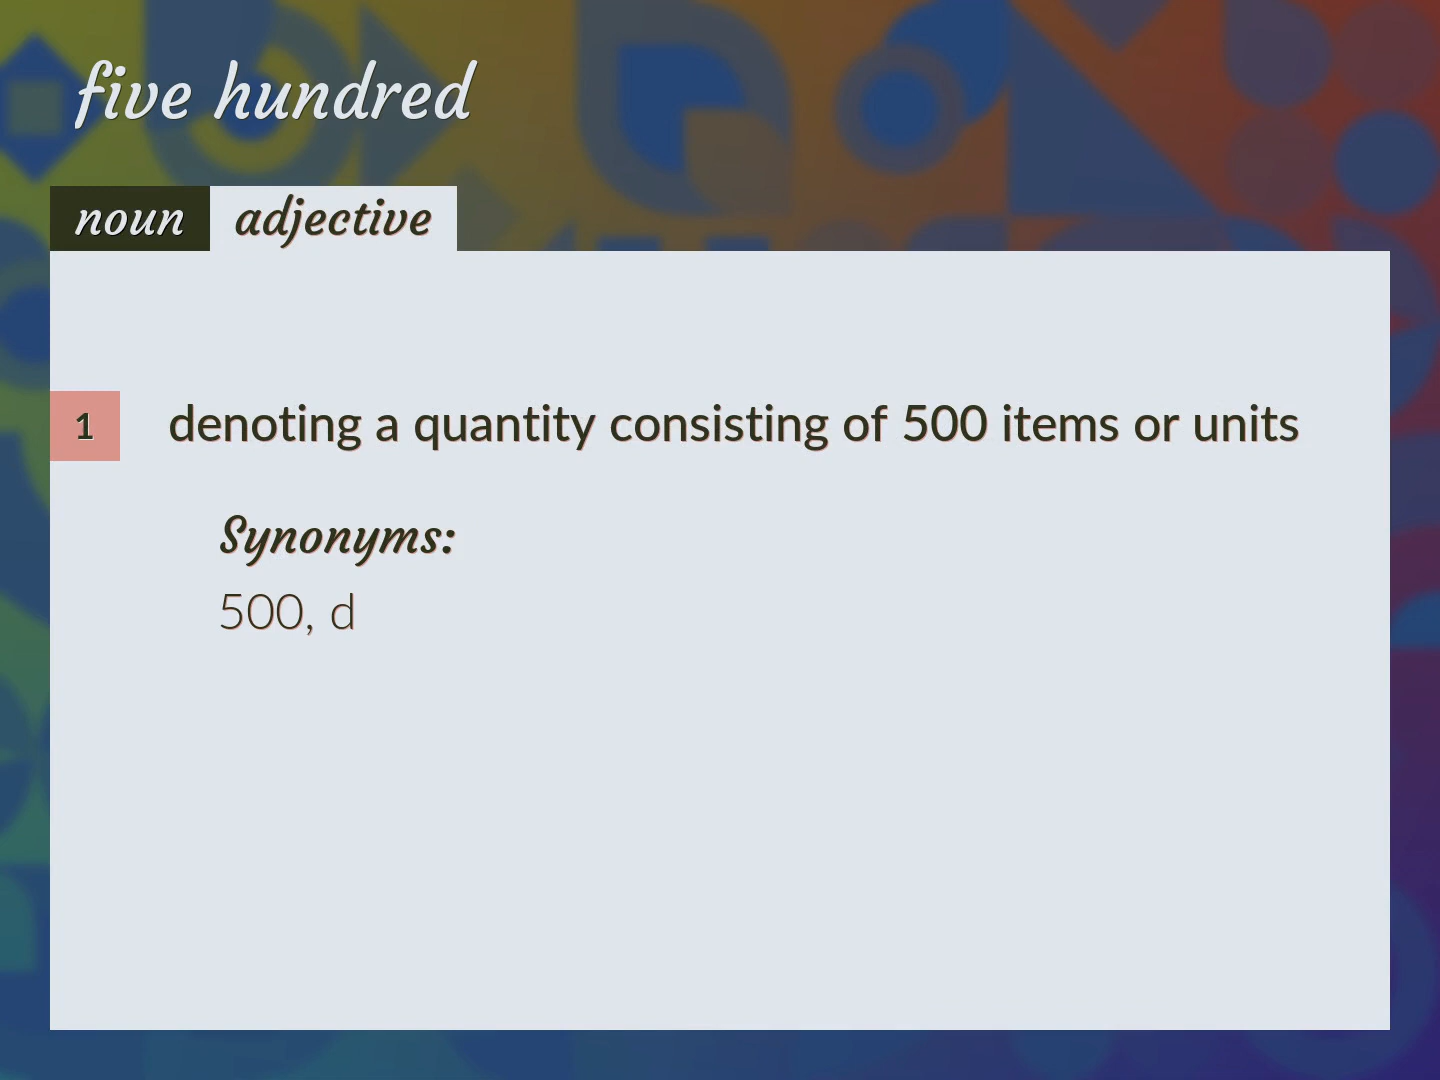 five hundred
noun adjective
1 denoting a quantity consisting of 500 items or units
Synonyms:
500, d